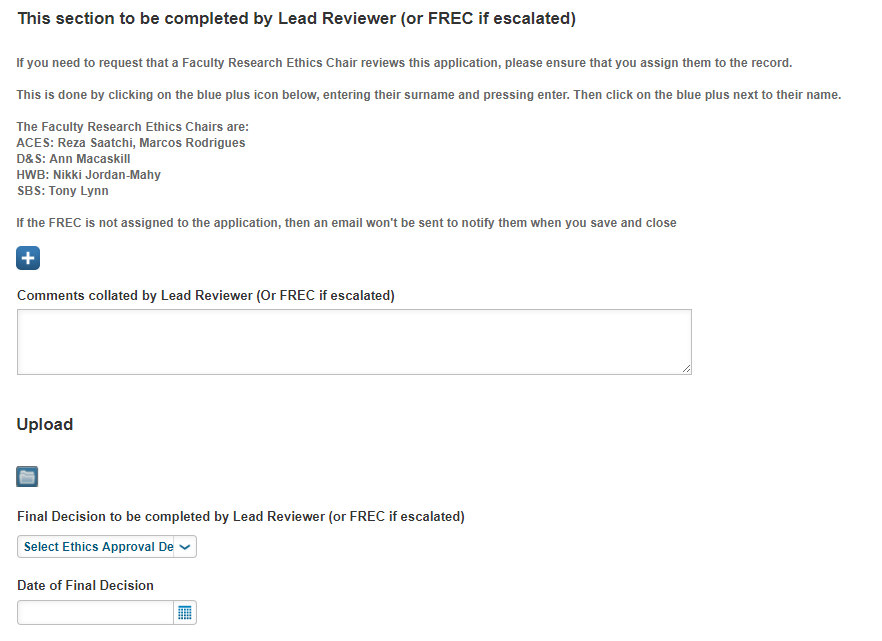 This section to be completed by Lead Reviewer (or FREC if escalated)
If you need to request that a Faculty Research Ethics Chair reviews this application, please ensure that you assign them to the record.
This is done by clicking on the blue plus icon below, entering their surname and pressing enter. Then click on the blue plus next to their name.
The Faculty Research Ethics Chairs are:
ACES: Reza Saatchi, Marcos Rodrigues
D&S: Ann Macaskill
HWB: Nikki Jordan-Mahy
SBS: Tony Lynn
If the FREC is not assigned to the application, then an email won't be sent to notify them when you save and close
Comments collated by Lead Reviewer (Or FREC if escalated)
Upload
Final Decision to be completed by Lead Reviewer (or FREC if escalated)
Select Ethics Approval De
Date of Final Decision